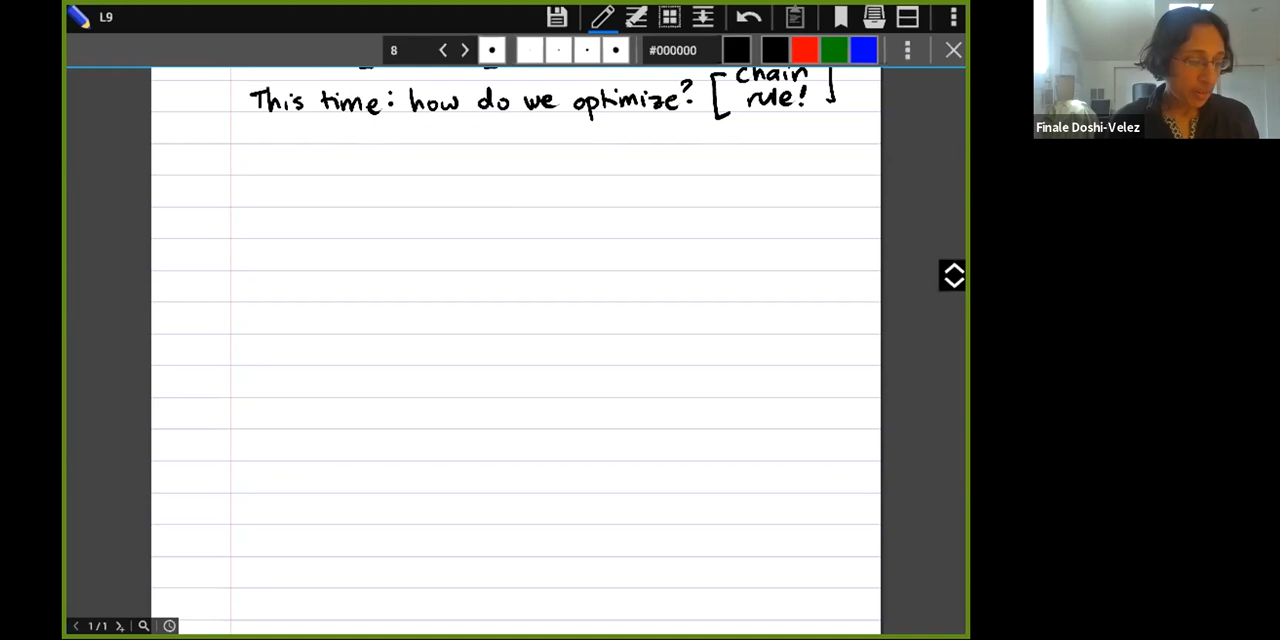 L9
8
#000000
chain
This time: how do we optimize? [ rule! ]
Finale Doshi-Velez
1/1